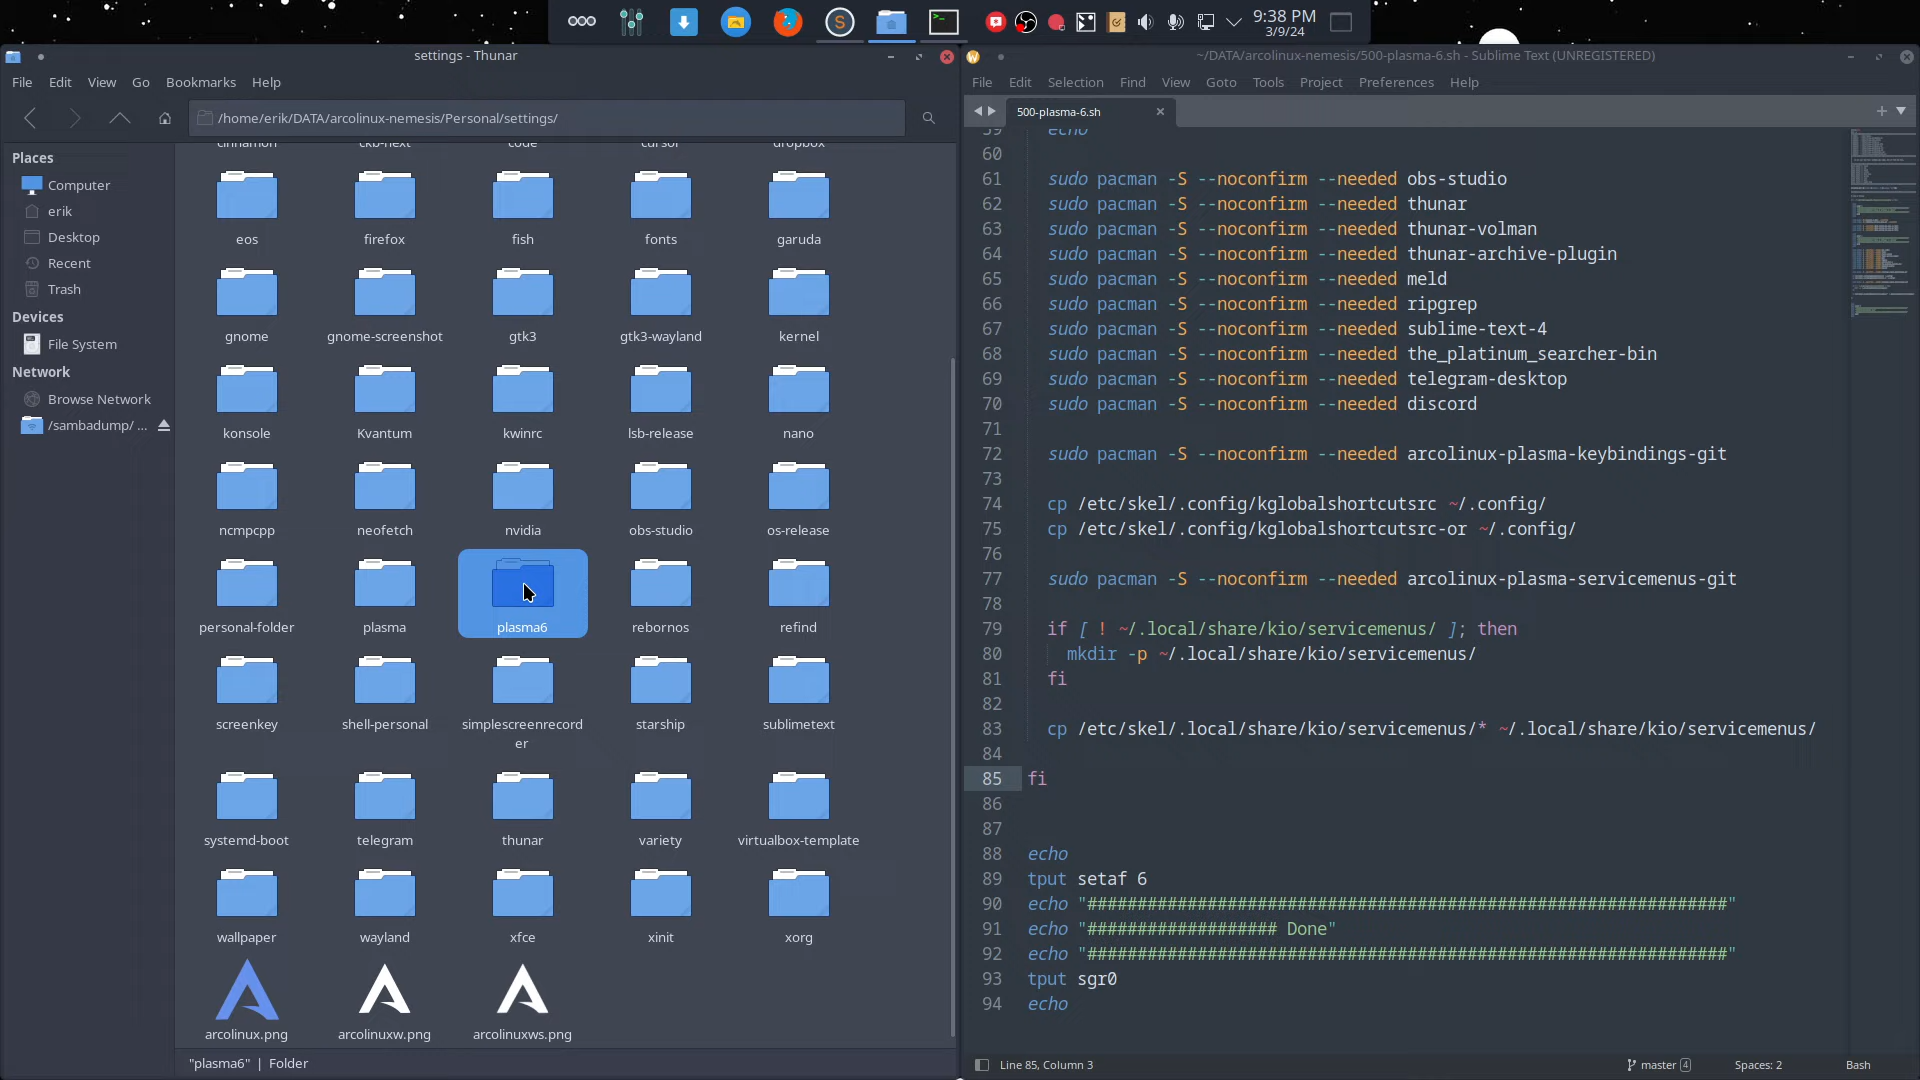 9:38 PM
3/9/24
settings - Thunar
File Edit View Go Bookmarks Help
/home/erik/DATA/arcolinux-nemesis/Personal/settings/
Places
Computer
erik
Desktop
Recent
Trash
Devices
File System
Network
Browse Network
/sambadump/ ...
cinnamon ckb-next code cursor dropbox
eos firefox fish fonts garuda
gnome gnome-screenshot gtk3 gtk3-wayland kernel
konsole Kvantum kwinrc lsb-release nano
ncmpcpp neofetch nvidia obs-studio os-release
personal-folder plasma plasma6 rebornos refind
screenkey shell-personal simplescreenrecord
er starship sublimetext
systemd-boot telegram thunar variety virtualbox-template
wallpaper wayland xfce xinit xorg
arcolinux.png arcolinuxw.png arcolinuxws.png
"plasma6" | Folder
~/DATA/arcolinux-nemesis/500-plasma-6.sh - Sublime Text (UNREGISTERED)
File Edit Selection Find View Goto Tools Project Preferences Help
500-plasma-6.sh
59 echo
60
61 sudo pacman -S --noconfirm --needed obs-studio
62 sudo pacman -S --noconfirm --needed thunar
63 sudo pacman -S --noconfirm --needed thunar-volman
64 sudo pacman -S --noconfirm --needed thunar-archive-plugin
65 sudo pacman -S --noconfirm --needed meld
66 sudo pacman -S --noconfirm --needed ripgrep
67 sudo pacman -S --noconfirm --needed sublime-text-4
68 sudo pacman -S --noconfirm --needed the_platinum_searcher-bin
69 sudo pacman -S --noconfirm --needed telegram-desktop
70 sudo pacman -S --noconfirm --needed discord
71
72 sudo pacman -S --noconfirm --needed arcolinux-plasma-keybindings-git
73
74 cp /etc/skel/.config/kglobalshortcutsrc ~/.config/
75 cp /etc/skel/.config/kglobalshortcutsrc-or ~/.config/
76
77 sudo pacman -S --noconfirm --needed arcolinux-plasma-servicemenus-git
78
79 if [ ! ~/.local/share/kio/servicemenus/ ]; then
80 mkdir -p ~/.local/share/kio/servicemenus/
81 fi
82
83 cp /etc/skel/.local/share/kio/servicemenus/* ~/.local/share/kio/servicemenus/
84
85 fi
86
87
88 echo
89 tput setaf 6
90 echo "################################################################"
91 echo "################### Done"
92 echo "################################################################"
93 tput sgr0
94 echo
Line 85, Column 3
master 4
Spaces: 2
Bash